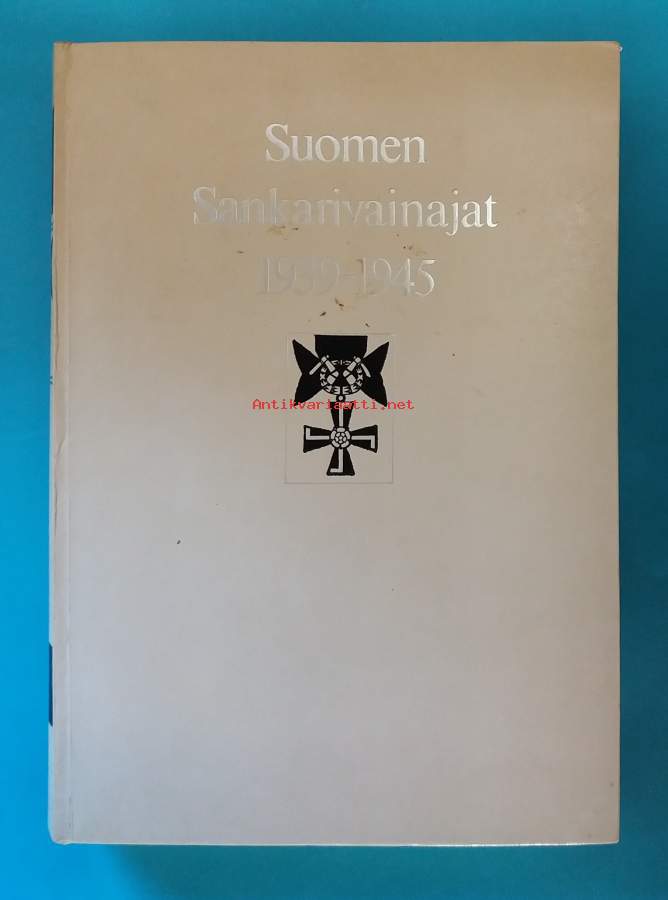 Suomen
Sankarivainajat
1939-1945
Antikvariaatti.net